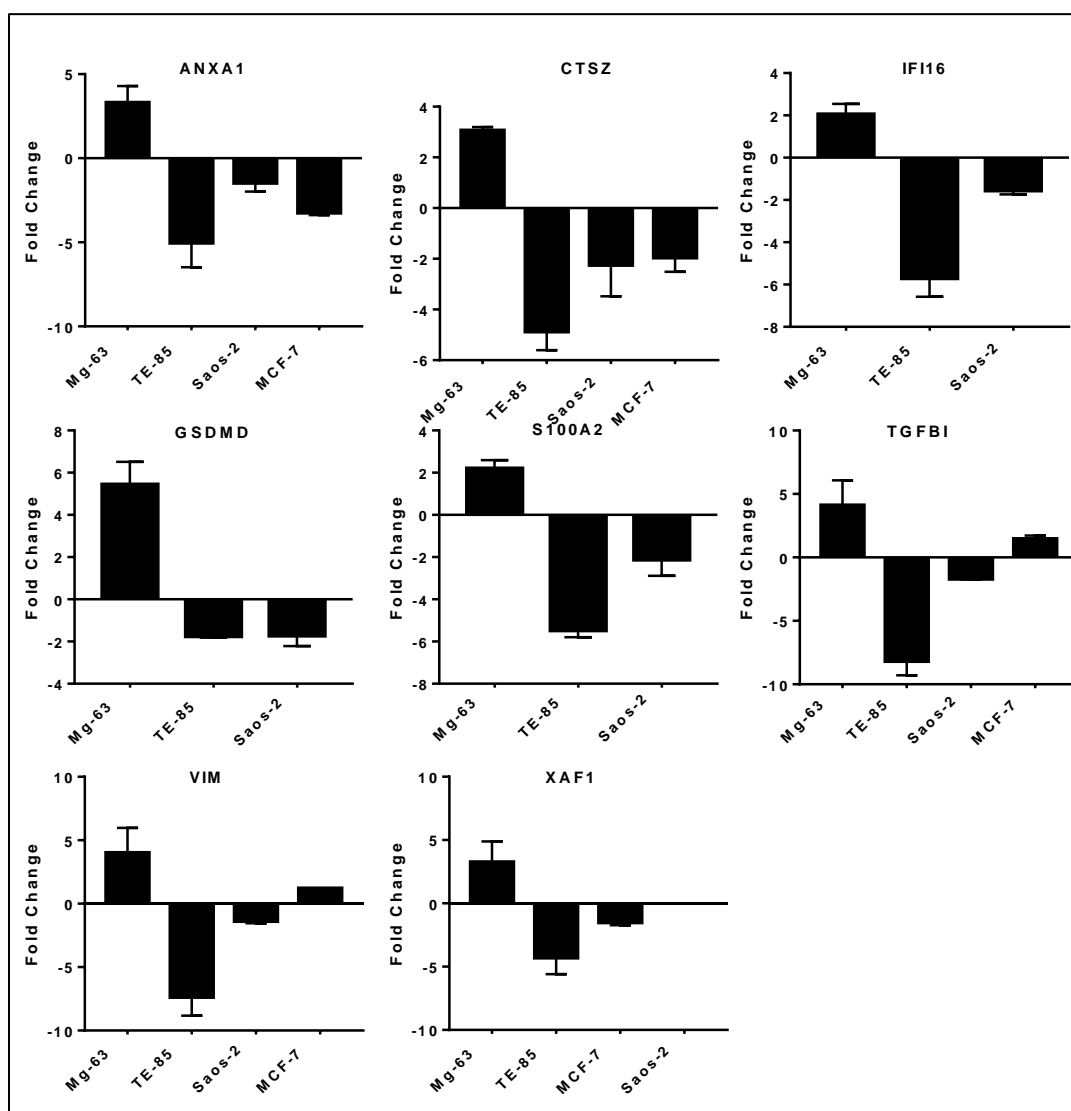 ANXA1
Fold Change
5
0
-5
-10
Mg-63
TE-85
Saos-2
MCF-7
CTSZ
Fold Change
4
2
0
-2
-4
-6
Mg-63
TE-85
Saos-2
MCF-7
IFI16
Fold Change
4
2
0
-2
-4
-6
-8
Mg-63
TE-85
Saos-2
GSDMD
Fold Change
8
6
4
2
0
-2
-4
Mg-63
TE-85
Saos-2
S100A2
Fold Change
4
2
0
-2
-4
-6
-8
Mg-63
TE-85
Saos-2
TGFBI
Fold Change
10
5
0
-5
-10
Mg-63
TE-85
Saos-2
MCF-7
VIM
Fold Change
10
5
0
-5
-10
Mg-63
TE-85
Saos-2
MCF-7
XAF1
Fold Change
10
5
0
-5
-10
Mg-63
TE-85
MCF-7
Saos-2